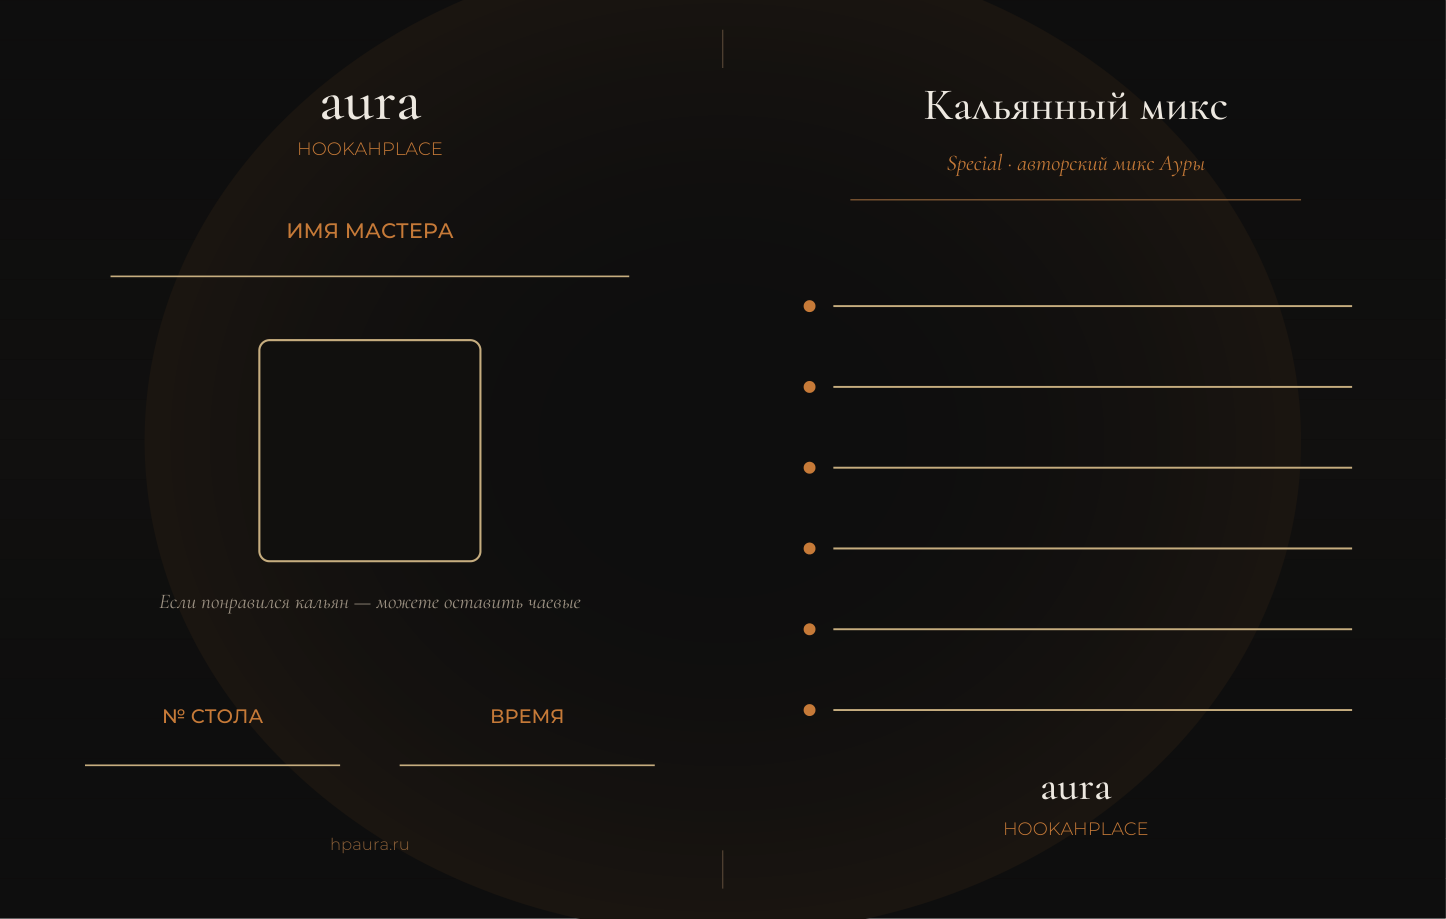 aura
HOOKAHPLACE
ИМЯ МАСТЕРА
Если понравился кальян — можете оставить чаевые
№ СТОЛА
ВРЕМЯ
hpaura.ru
Кальянный микс
Special · авторский микс Ауры
aura
HOOKAHPLACE